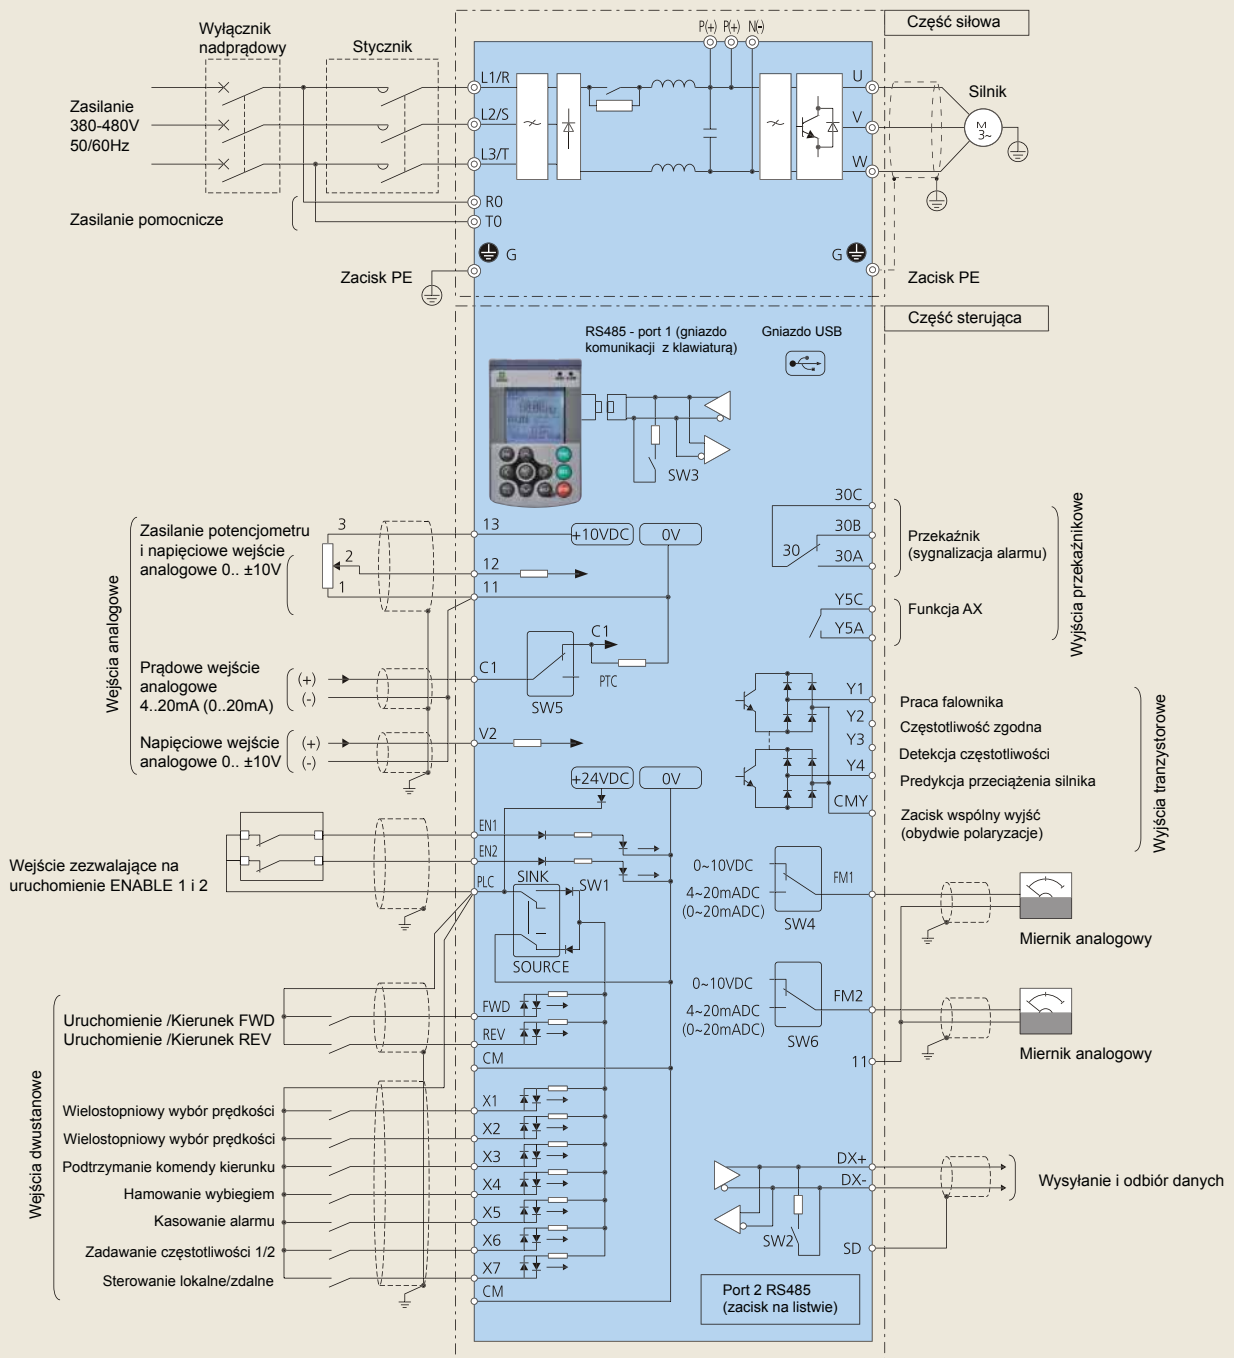 P(+) P(+) N(-)
Część siłowa
Wyłącznik
nadprądowy
Stycznik
Zasilanie
380-480V
50/60Hz
L1/R
L2/S
L3/T
U
V
W
Silnik
M
3~
R0
T0
Zasilanie pomocnicze
G
G
Zacisk PE
Zacisk PE
Część sterująca
RS485 - port 1 (gniazdo
komunikacji z klawiaturą)
Gniazdo USB
SW3
Wejścia analogowe
Zasilanie potencjometru
i napięciowe wejście
analogowe 0.. ±10V
3
2
1
13
12
11
+10VDC
0V
C1
PTC
SW5
Prądowe wejście
analogowe
4..20mA (0..20mA)
(+)
(-)
C1
Napięciowe wejście
analogowe 0.. ±10V
(+)
(-)
V2
+24VDC
0V
30C
30B
30A
30
Przekaźnik
(sygnalizacja alarmu)
Y5C
Y5A
Funkcja AX
Wyjścia przekaźnikowe
Y1
Y2
Y3
Y4
CMY
Praca falownika
Częstotliwość zgodna
Detekcja częstotliwości
Predykcja przeciążenia silnika
Zacisk wspólny wyjść
(obydwie polaryzacje)
Wyjścia tranzystorowe
Wejście zezwalające na
uruchomienie ENABLE 1 i 2
EN1
EN2
PLC
SINK
SW1
SOURCE
0~10VDC
4~20mADC
(0~20mADC)
SW4
FM1
Miernik analogowy
0~10VDC
4~20mADC
(0~20mADC)
SW6
FM2
Miernik analogowy
11
Wejścia dwustanowe
Uruchomienie /Kierunek FWD
Uruchomienie /Kierunek REV
FWD
REV
CM
Wielostopniowy wybór prędkości
Wielostopniowy wybór prędkości
Podtrzymanie komendy kierunku
Hamowanie wybiegiem
Kasowanie alarmu
Zadawanie częstotliwości 1/2
Sterowanie lokalne/zdalne
X1
X2
X3
X4
X5
X6
X7
CM
DX+
DX-
SW2
SD
Wysyłanie i odbiór danych
Port 2 RS485
(zacisk na listwie)